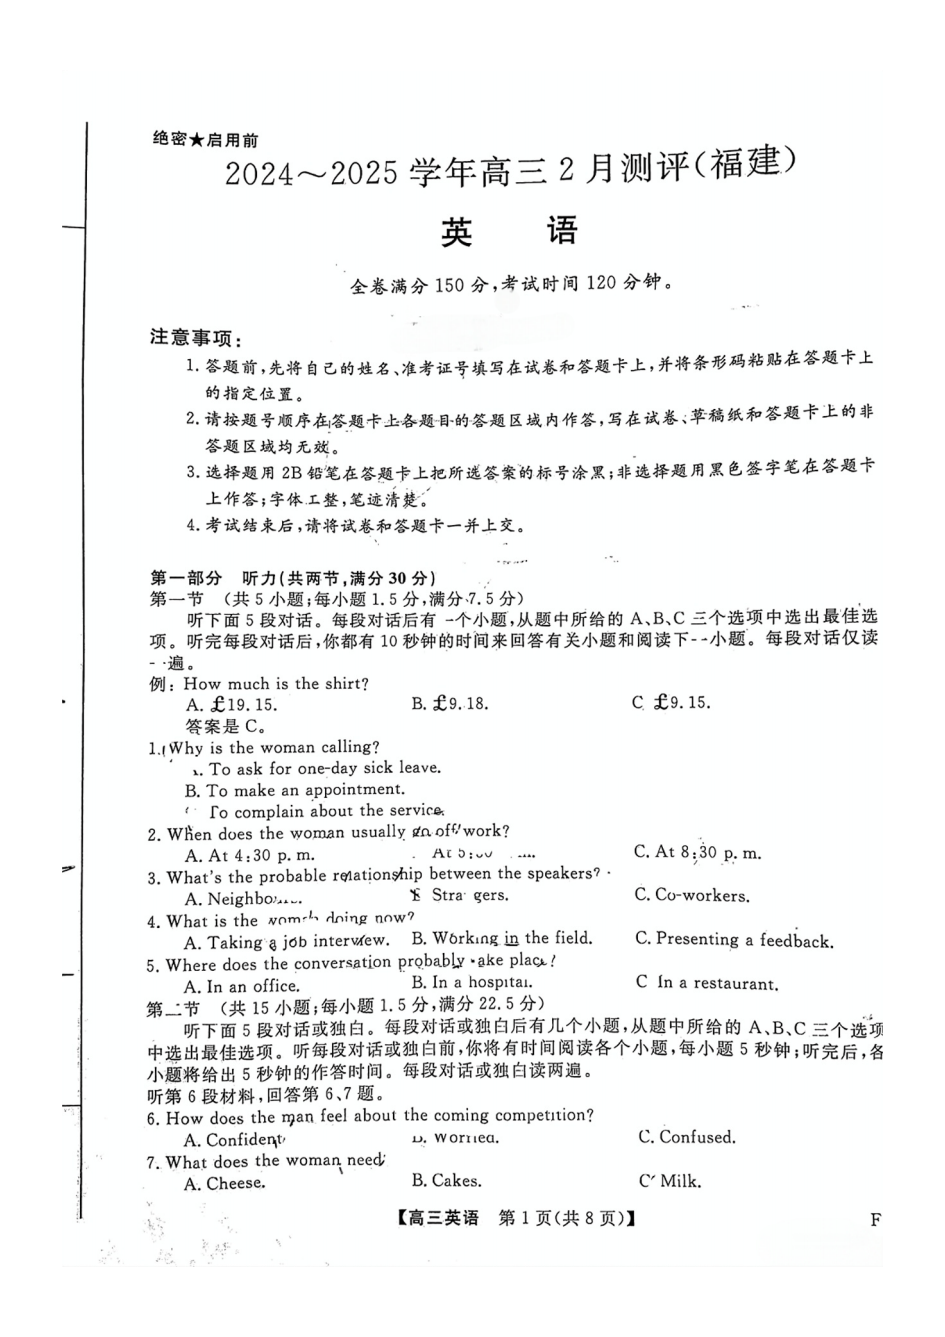 绝密★启用前
2024～2025学年高三2月测评(福建)
英 语
全卷满分150分,考试时间120分钟。
注意事项:
1. 答题前,先将自己的姓名、准考证号填写在试卷和答题卡上,并将条形码粘贴在答题卡上
的指定位置。
2. 请按题号顺序在答题卡上各题目的答题区域内作答,写在试卷、草稿纸和答题卡上的非
答题区域均无效。
3. 选择题用2B铅笔在答题卡上把所选答案的标号涂黑;非选择题用黑色签字笔在答题卡
上作答;字体工整,笔迹清楚。
4. 考试结束后,请将试卷和答题卡一并上交。
第一部分 听力(共两节,满分30分)
第一节 (共5小题;每小题1.5分,满分7.5分)
听下面5段对话。每段对话后有一个小题,从题中所给的A、B、C三个选项中选出最佳选
项。听完每段对话后,你都有10秒钟的时间来回答有关小题和阅读下一小题。每段对话仅读
一遍。
例: How much is the shirt?
A. £19.15. B. £9.18. C. £9.15.
答案是C。
1. Why is the woman calling?
To ask for one-day sick leave.
B. To make an appointment.
To complain about the service.
2. When does the woman usually off work?
A. At 4:30 p. m. C. At 8:30 p. m.
3. What's the probable relationship between the speakers?
A. Strangers. C. Co-workers.
4. What is the woman doing now?
A. Taking a job interview. B. Working in the field. C. Presenting a feedback.
5. Where does the conversation probably take place?
A. In an office. B. In a hospital. C In a restaurant.
第二节 (共15小题;每小题1.5分,满分22.5分)
听下面5段对话或独白。每段对话或独白后有几个小题,从题中所给的A、B、C三个选项
中选出最佳选项。听每段对话或独白前,你将有时间阅读各个小题,每小题5秒钟;听完后,各
小题将给出5秒钟的作答时间。每段对话或独白读两遍。
听第6段材料,回答第6、7题。
6. How does the man feel about the coming competition?
A. Confident B. Worried. C. Confused.
7. What does the woman need?
A. Cheese. B. Cakes. C Milk.
【高三英语 第1页(共8页)】 F